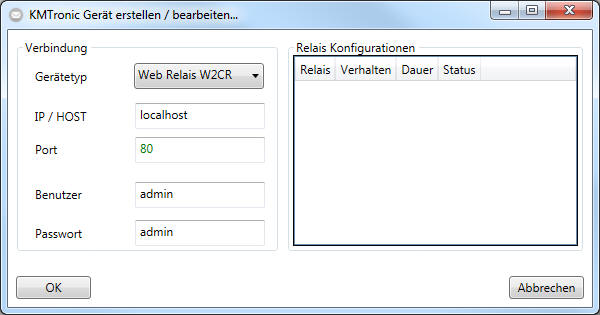 KMTronic Gerät erstellen / bearbeiten...
Verbindung
Gerätetyp Web Relais W2CR
IP / HOST localhost
Port 80
Benutzer admin
Passwort admin
Relais Konfigurationen
Relais Verhalten Dauer Status
OK Abbrechen